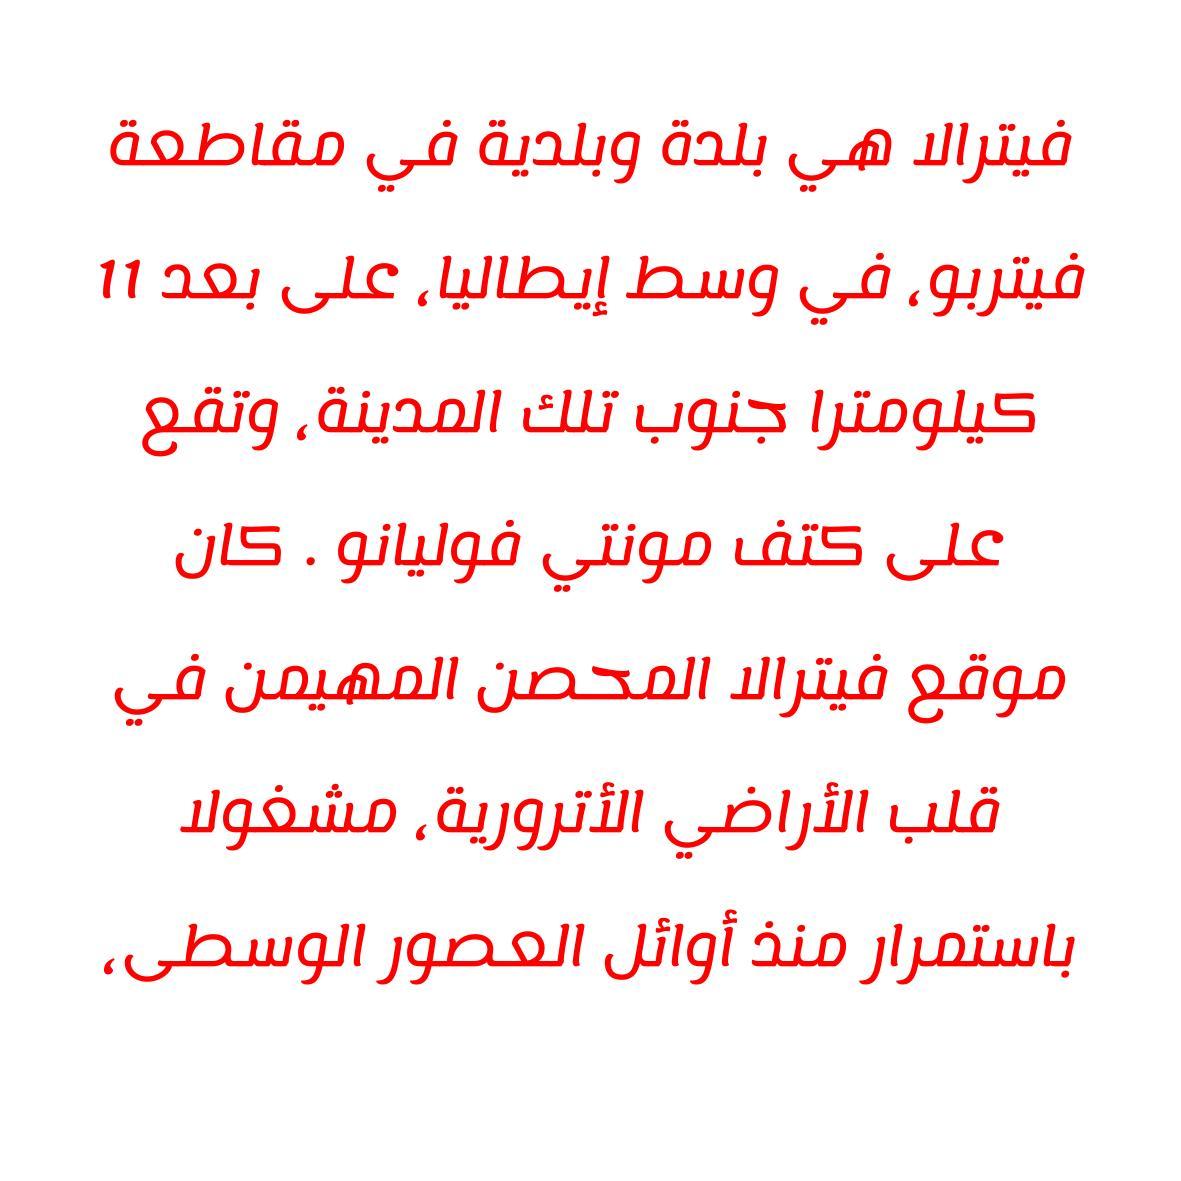 فيترالا هي بلدة وبلدية في مقاطعة
فيتربو، في وسط إيطاليا، على بعد 11
كيلومترا جنوب تلك المدينة، وتقع
على كتف مونتي فوليانو . كان
موقع فيترالا المحصن المهيمن في
قلب الأراضي الأترورية، مشغولا
باستمرار منذ أوائل العصور الوسطى،